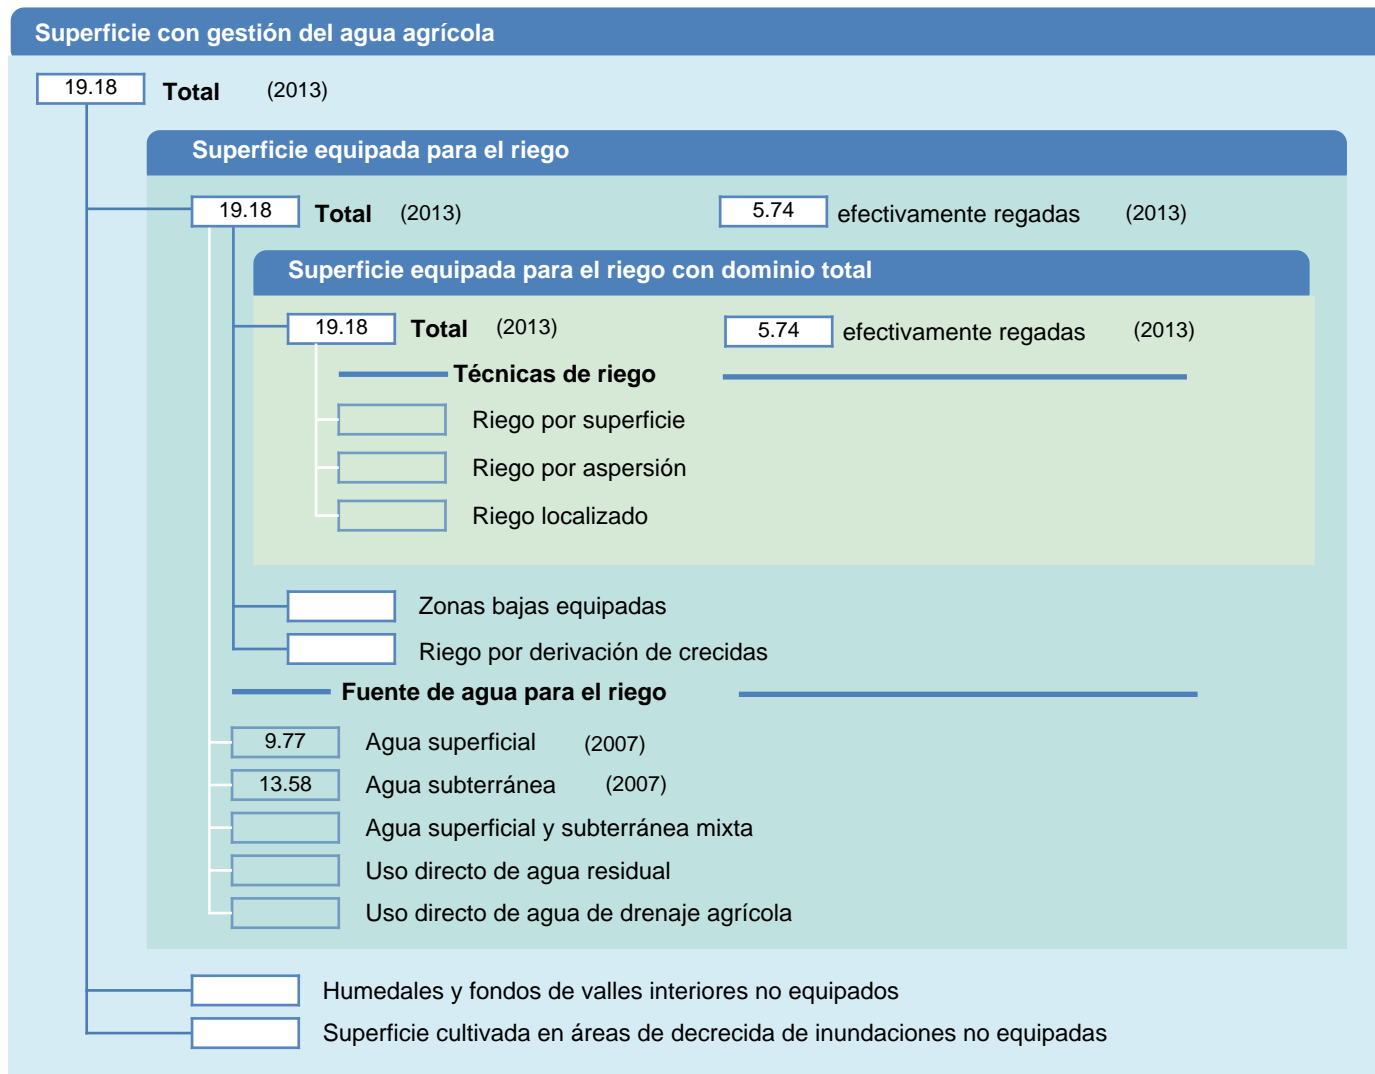 Superficie con gestión del agua agrícola
19.18 Total (2013)
Superficie equipada para el riego
19.18 Total (2013) 5.74 efectivamente regadas (2013)
Superficie equipada para el riego con dominio total
19.18 Total (2013) 5.74 efectivamente regadas (2013)
Técnicas de riego
Riego por superficie
Riego por aspersión
Riego localizado
Zonas bajas equipadas
Riego por derivación de crecidas
Fuente de agua para el riego
9.77 Agua superficial (2007)
13.58 Agua subterránea (2007)
Agua superficial y subterránea mixta
Uso directo de agua residual
Uso directo de agua de drenaje agrícola
Humedales y fondos de valles interiores no equipados
Superficie cultivada en áreas de decrecida de inundaciones no equipadas